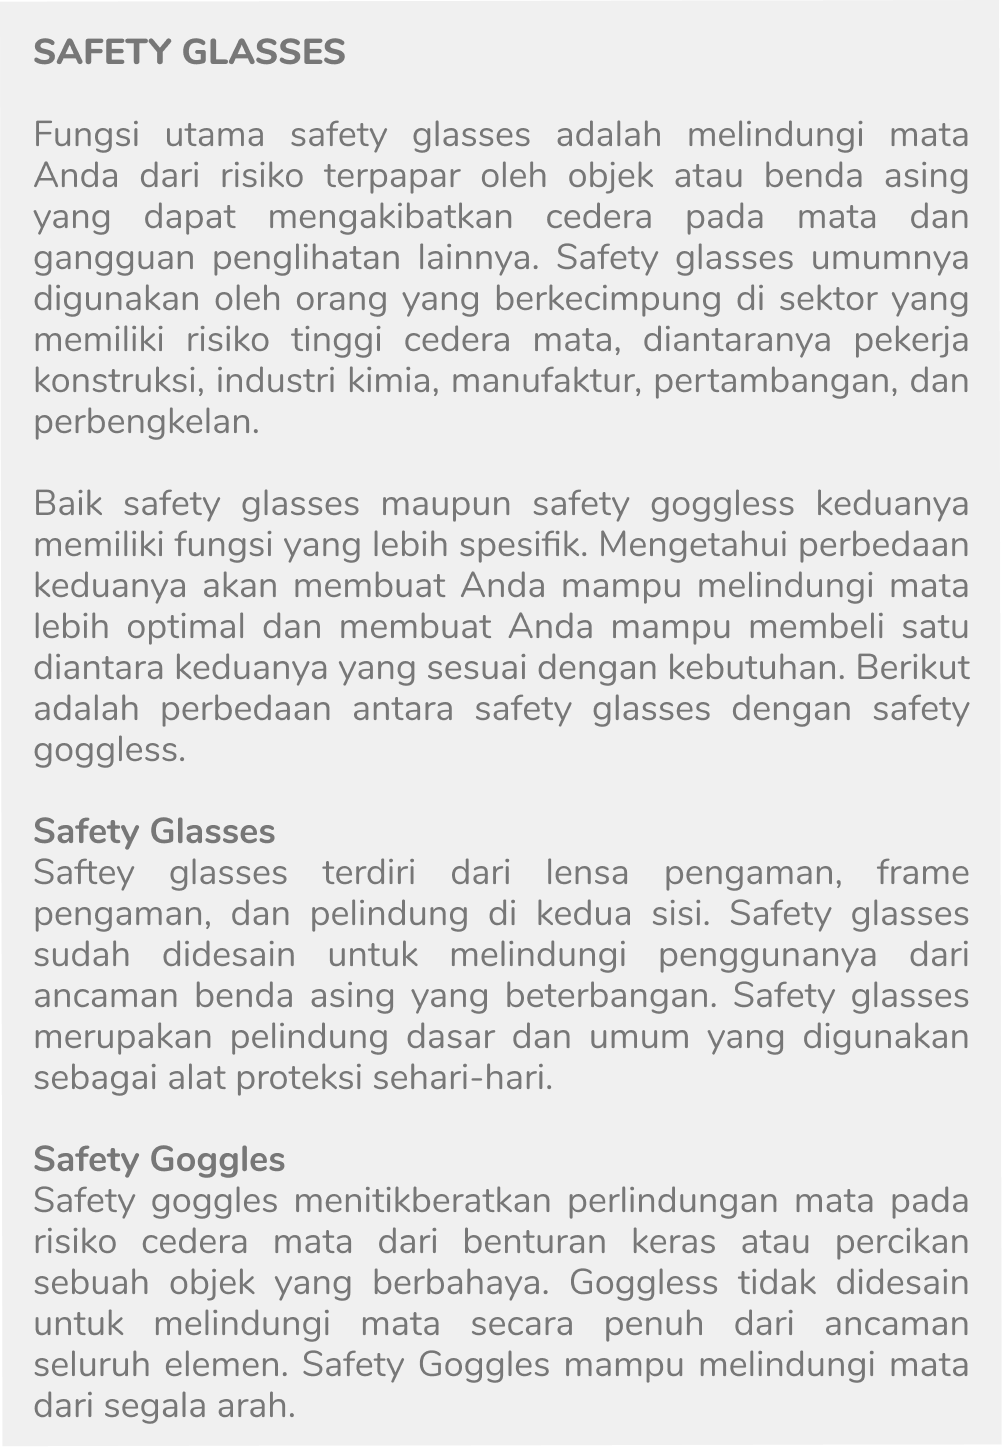 SAFETY GLASSES
Fungsi utama safety glasses adalah melindungi mata
Anda dari risiko terpapar oleh objek atau benda asing
yang dapat mengakibatkan cedera pada mata dan
gangguan penglihatan lainnya. Safety glasses umumnya
digunakan oleh orang yang berkecimpung di sektor yang
memiliki risiko tinggi cedera mata, diantaranya pekerja
konstruksi, industri kimia, manufaktur, pertambangan, dan
perbengkelan.
Baik safety glasses maupun safety goggless keduanya
memiliki fungsi yang lebih spesifik. Mengetahui perbedaan
keduanya akan membuat Anda mampu melindungi mata
lebih optimal dan membuat Anda mampu membeli satu
diantara keduanya yang sesuai dengan kebutuhan. Berikut
adalah perbedaan antara safety glasses dengan safety
goggless.
Safety Glasses
Saftey glasses terdiri dari lensa pengaman, frame
pengaman, dan pelindung di kedua sisi. Safety glasses
sudah didesain untuk melindungi penggunanya dari
ancaman benda asing yang beterbangan. Safety glasses
merupakan pelindung dasar dan umum yang digunakan
sebagai alat proteksi sehari-hari.
Safety Goggles
Safety goggles menitikberatkan perlindungan mata pada
risiko cedera mata dari benturan keras atau percikan
sebuah objek yang berbahaya. Goggless tidak didesain
untuk melindungi mata secara penuh dari ancaman
seluruh elemen. Safety Goggles mampu melindungi mata
dari segala arah.